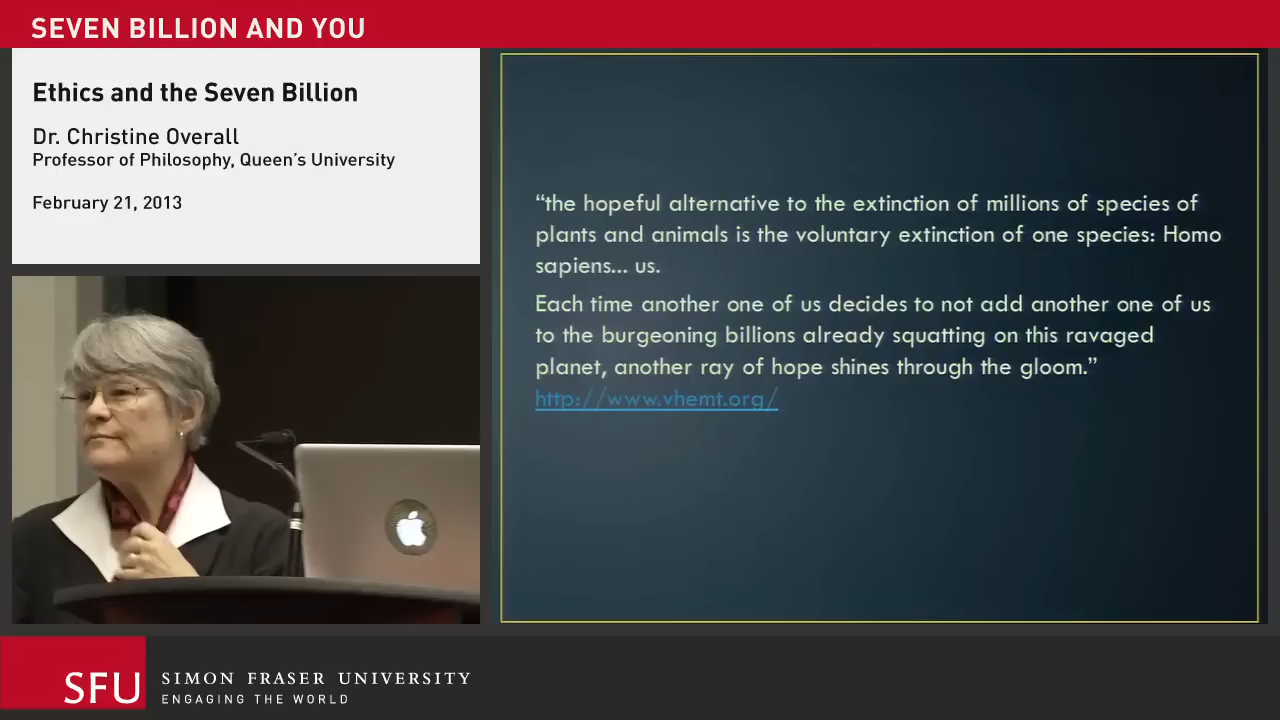 SEVEN BILLION AND YOU
Ethics and the Seven Billion
Dr. Christine Overall
Professor of Philosophy, Queen's University
February 21, 2013
“the hopeful alternative to the extinction of millions of species of
plants and animals is the voluntary extinction of one species: Homo
sapiens... us.
Each time another one of us decides to not add another one of us
to the burgeoning billions already squatting on this ravaged
planet, another ray of hope shines through the gloom.”
http://www.vhemt.org/
SFU
SIMON FRASER UNIVERSITY
ENGAGING THE WORLD